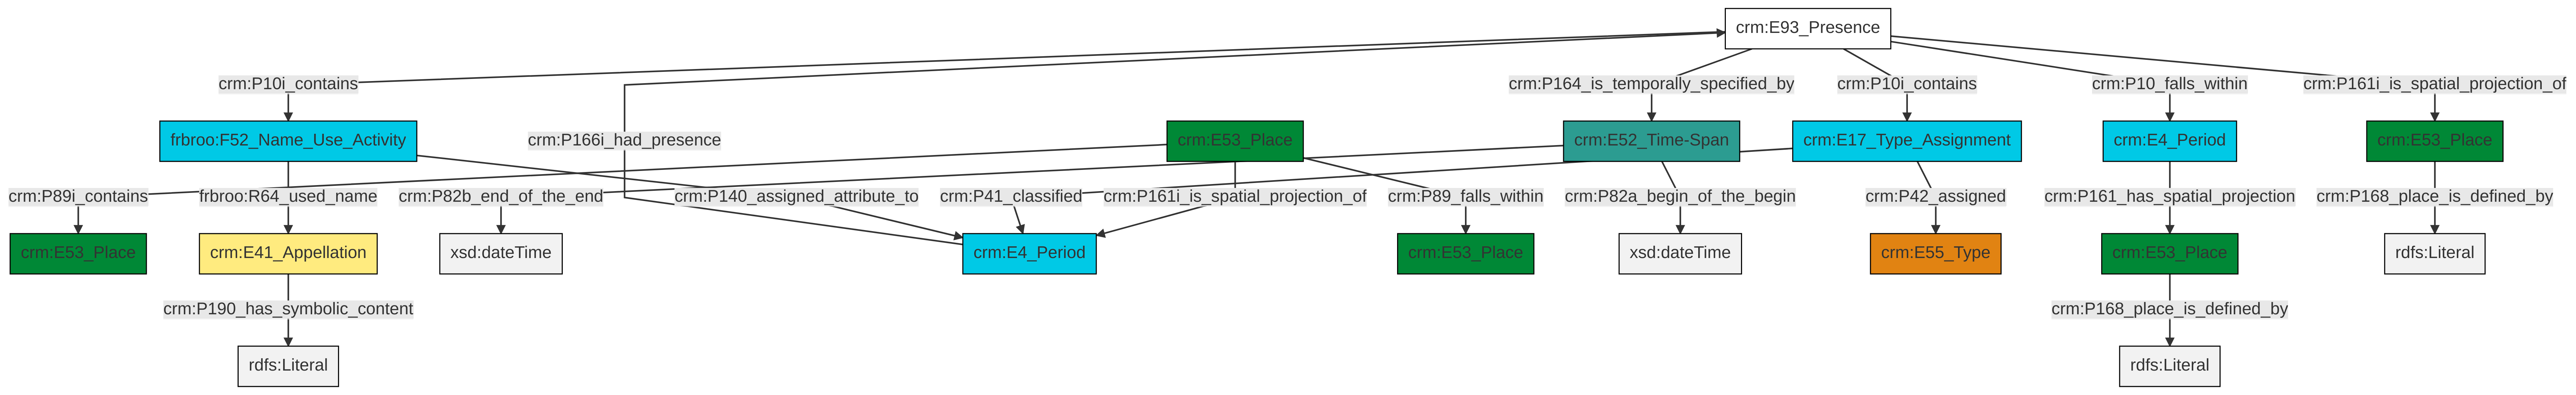 crm:E93_Presence
crm:P10i_contains
crm:P164_is_temporally_specified_by
crm:P10i_contains
crm:P10_falls_within
crm:P161i_is_spatial_projection_of
frbroo:F52_Name_Use_Activity
crm:P166i_had_presence
crm:E53_Place
crm:E52_Time-Span
crm:E17_Type_Assignment
crm:E4_Period
crm:E53_Place
crm:P89i_contains
frbroo:R64_used_name
crm:P82b_end_of_the_end
crm:P140_assigned_attribute_to
crm:P41_classified
crm:P161i_is_spatial_projection_of
crm:P89_falls_within
crm:P82a_begin_of_the_begin
crm:P42_assigned
crm:P161_has_spatial_projection
crm:P168_place_is_defined_by
crm:E53_Place
crm:E41_Appellation
xsd:dateTime
crm:E4_Period
crm:E53_Place
xsd:dateTime
crm:E55_Type
crm:E53_Place
rdfs:Literal
crm:P190_has_symbolic_content
crm:P168_place_is_defined_by
rdfs:Literal
rdfs:Literal